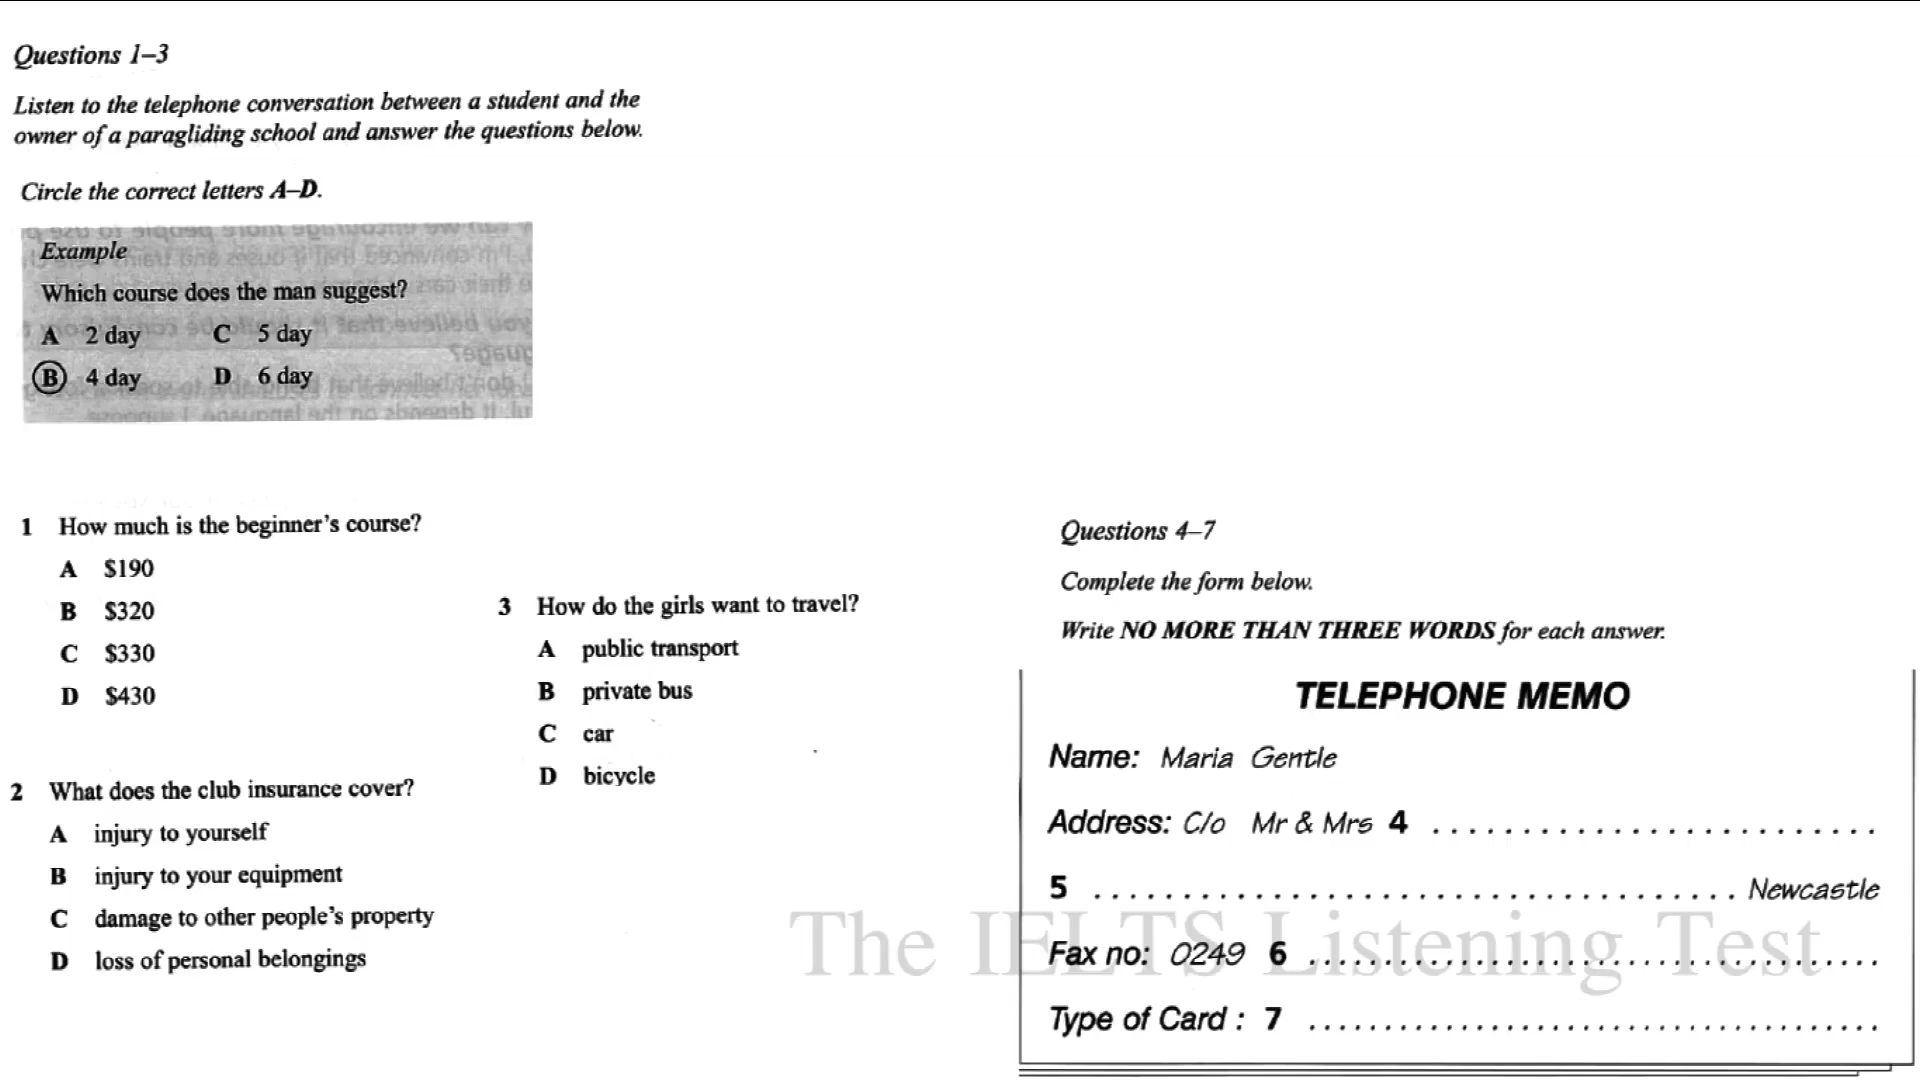 Questions 1–3
Listen to the telephone conversation between a student and the
owner of a paragliding school and answer the questions below.
Circle the correct letters A–D.
Example
Which course does the man suggest?
A 2 day C 5 day
B 4 day D 6 day
1 How much is the beginner's course?
A $190
B $320
C $330
D $430
2 What does the club insurance cover?
A injury to yourself
B injury to your equipment
C damage to other people's property
D loss of personal belongings
3 How do the girls want to travel?
A public transport
B private bus
C car
D bicycle
Questions 4–7
Complete the form below.
Write NO MORE THAN THREE WORDS for each answer.
TELEPHONE MEMO
Name: Maria Gentle
Address: C/o Mr & Mrs 4 ..........................
5 .................................... Newcastle
Fax no: 0249 6 ..................................
Type of Card : 7 ..................................
The IELTS Listening Test